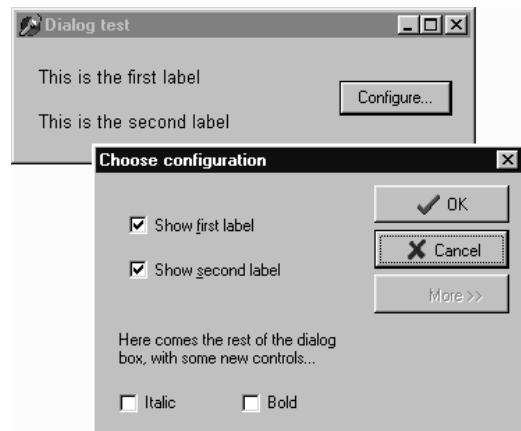 Dialog test
This is the first label
Configure...
This is the second label
Choose configuration
OK
Show first label
Cancel
Show second label
More >>
Here comes the rest of the dialog
box, with some new controls...
Italic
Bold